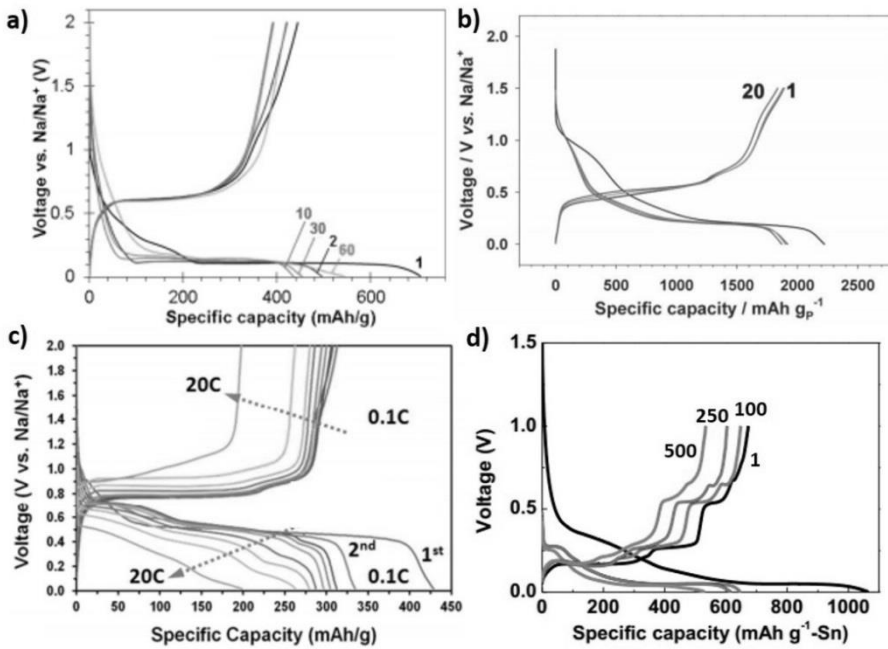 a)
Voltage vs. Na/Na⁺ (V)
2
1.5
1
0.5
0
10
30
2
60
1
0 200 400 600
Specific capacity (mAh/g)
b)
Voltage / V vs. Na/Na⁺
2.0
1.5
1.0
0.5
0.0
20 1
0 500 1000 1500 2000 2500
Specific capacity / mAh gₚ⁻¹
c)
Voltage (V vs. Na/Na⁺)
2.0
1.8
1.6
1.4
1.2
1.0
0.8
0.6
0.4
0.2
0.0
20C
0.1C
20C
2ⁿᵈ
0.1C
1ˢᵗ
0 25 50 75 100 150 200 250 300 350 400 450
Specific Capacity (mAh/g)
d)
Voltage (V)
1.5
1.0
0.5
0.0
500
250
100
1
0 200 400 600 800 1000
Specific capacity (mAh g⁻¹-Sn)